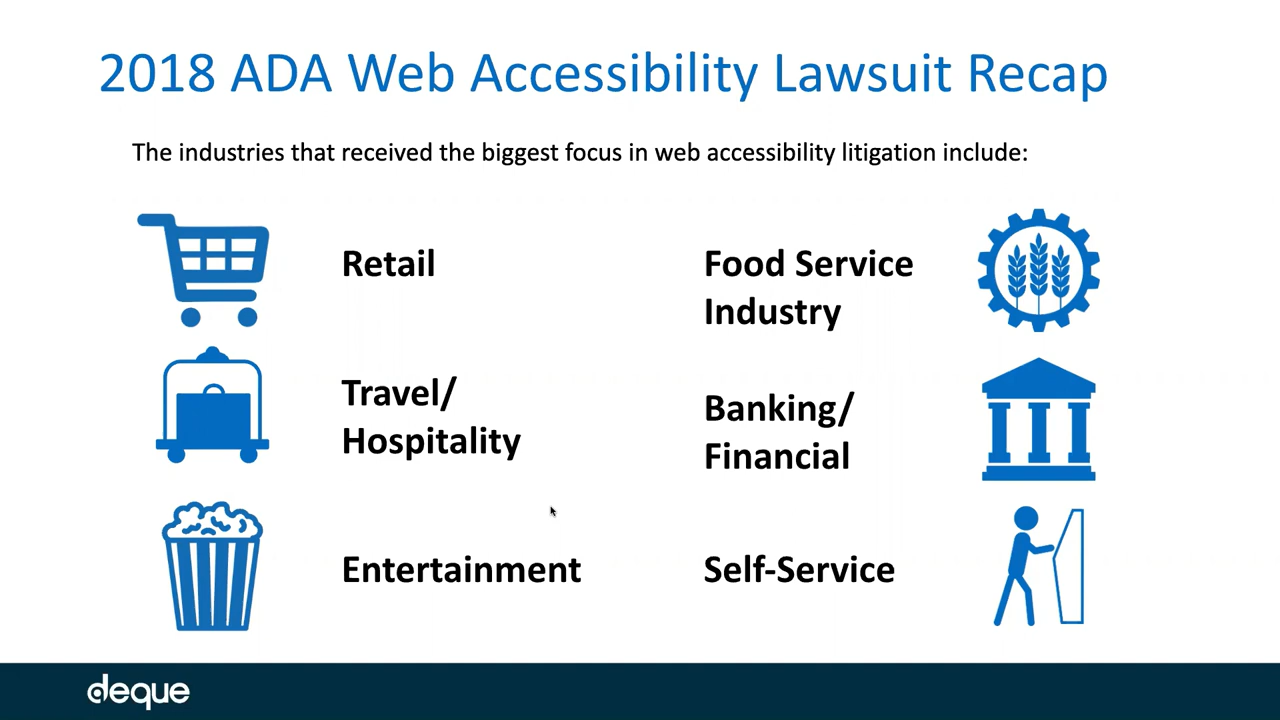 2018 ADA Web Accessibility Lawsuit Recap
The industries that received the biggest focus in web accessibility litigation include:
Retail
Food Service
Industry
Travel/
Hospitality
Banking/
Financial
Entertainment
Self-Service
deque